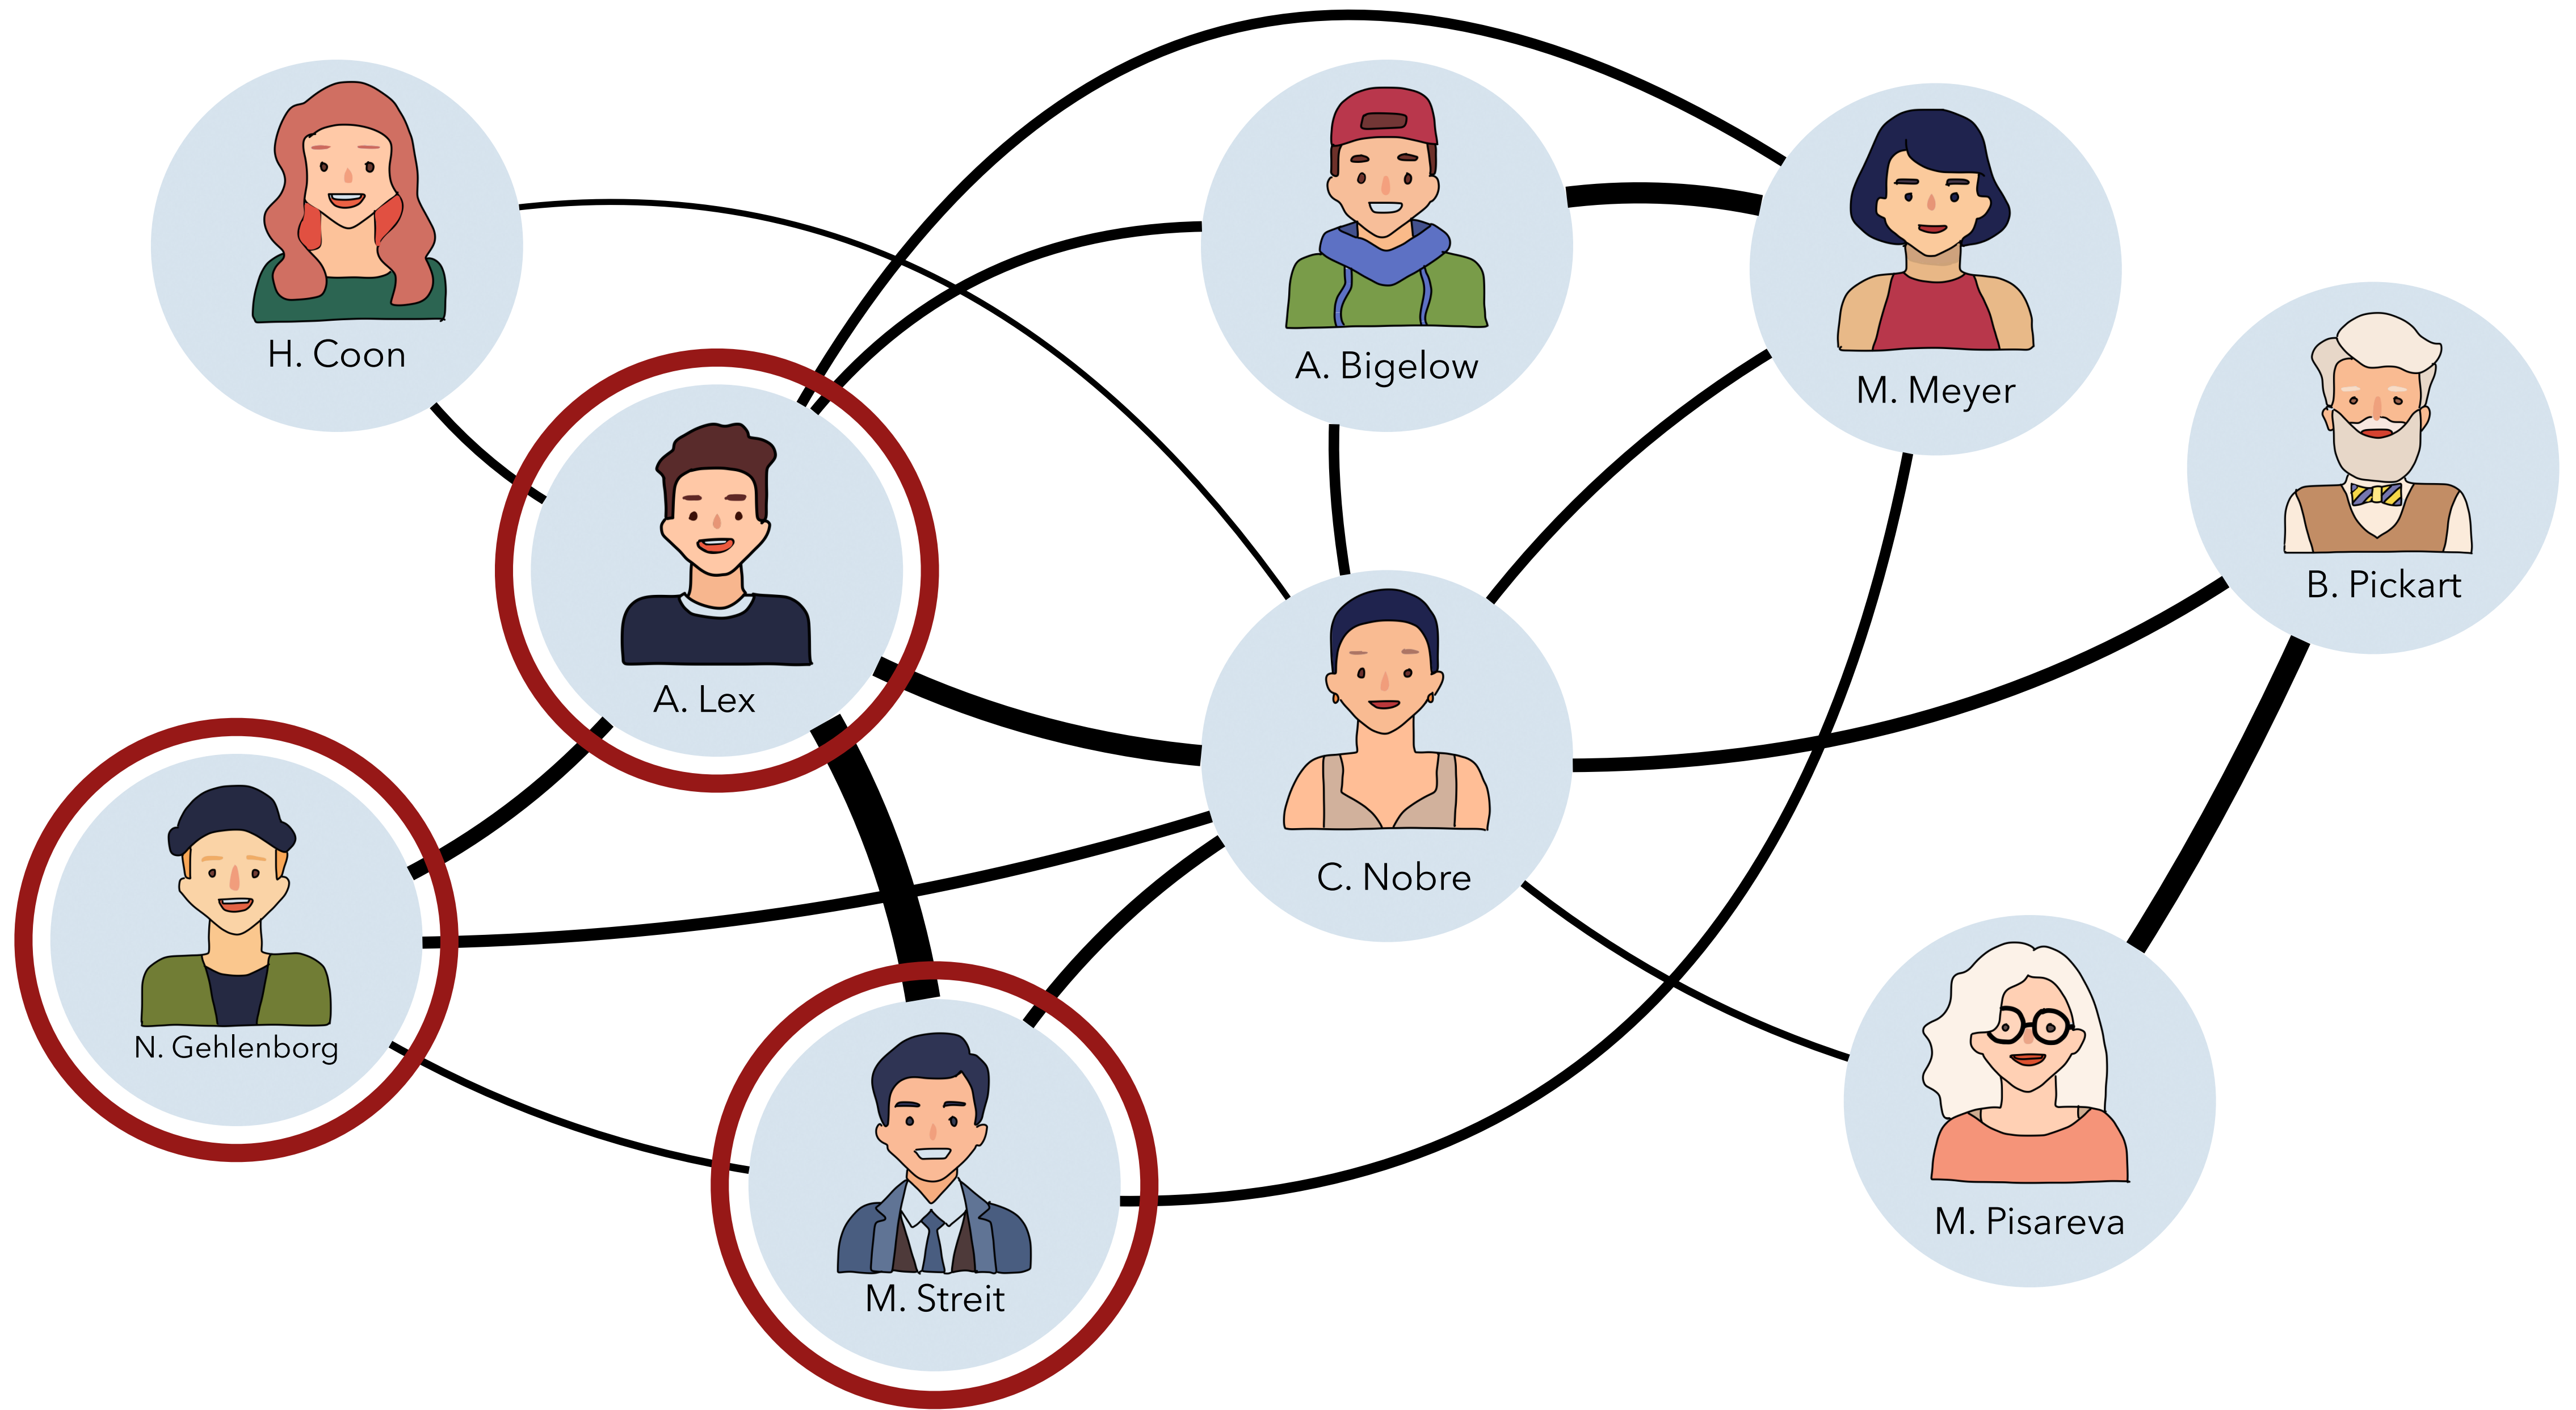 H. Coon
A. Bigelow
M. Meyer
B. Pickart
A. Lex
C. Nobre
N. Gehlenborg
M. Pisareva
M. Streit